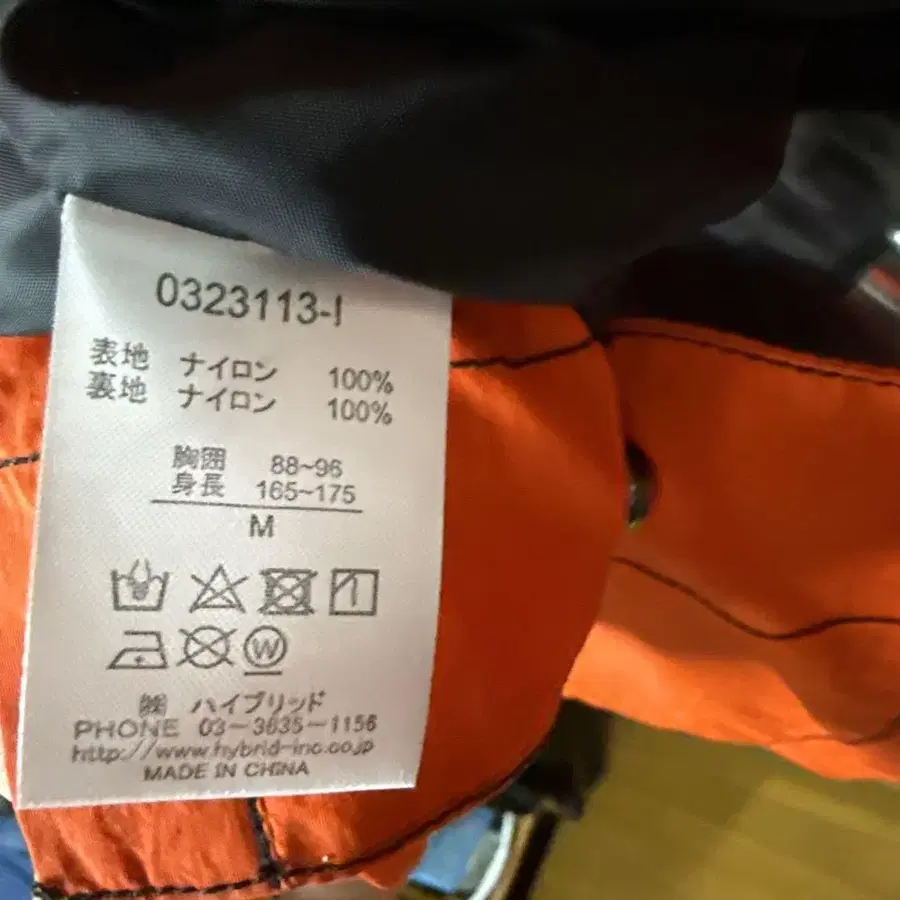 0323113-I
表地 ナイロン 100%
裏地 ナイロン 100%
胸囲 88~96
身長 165~175
M
W
㈱ ハイブリッド
PHONE 03-3635-1156
http://www.hybrid-inc.co.jp
MADE IN CHINA